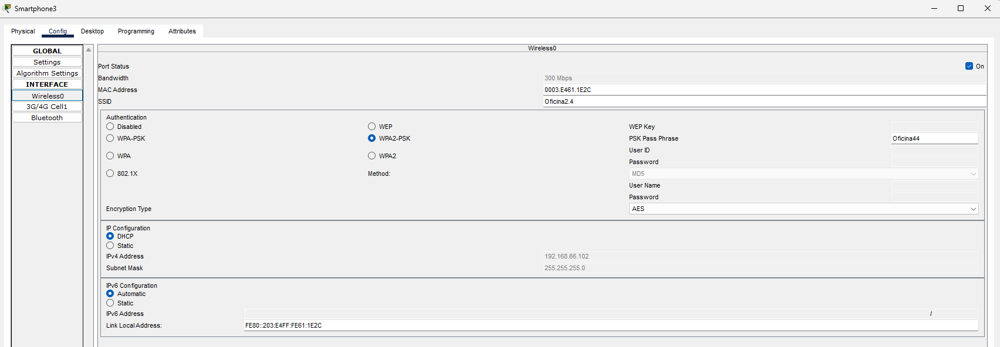 Smartphone3
Physical Config Desktop Programming Attributes
GLOBAL
Settings
Algorithm Settings
INTERFACE
Wireless0
3G/4G Cell1
Bluetooth
Wireless0
Port Status On
Bandwidth 300 Mbps
MAC Address 0003.E461.1E2C
SSID Oficina2.4
Authentication
Disabled WEP WEP Key
WPA-PSK WPA2-PSK PSK Pass Phrase Oficina44
User ID
WPA WPA2
Password
802.1X Method: MD5
User Name
Password
Encryption Type AES
IP Configuration
DHCP
Static
IPv4 Address 192.168.66.102
Subnet Mask 255.255.255.0
IPv6 Configuration
Automatic
Static
IPv6 Address /
Link Local Address: FE80::203:E4FF:FE61:1E2C